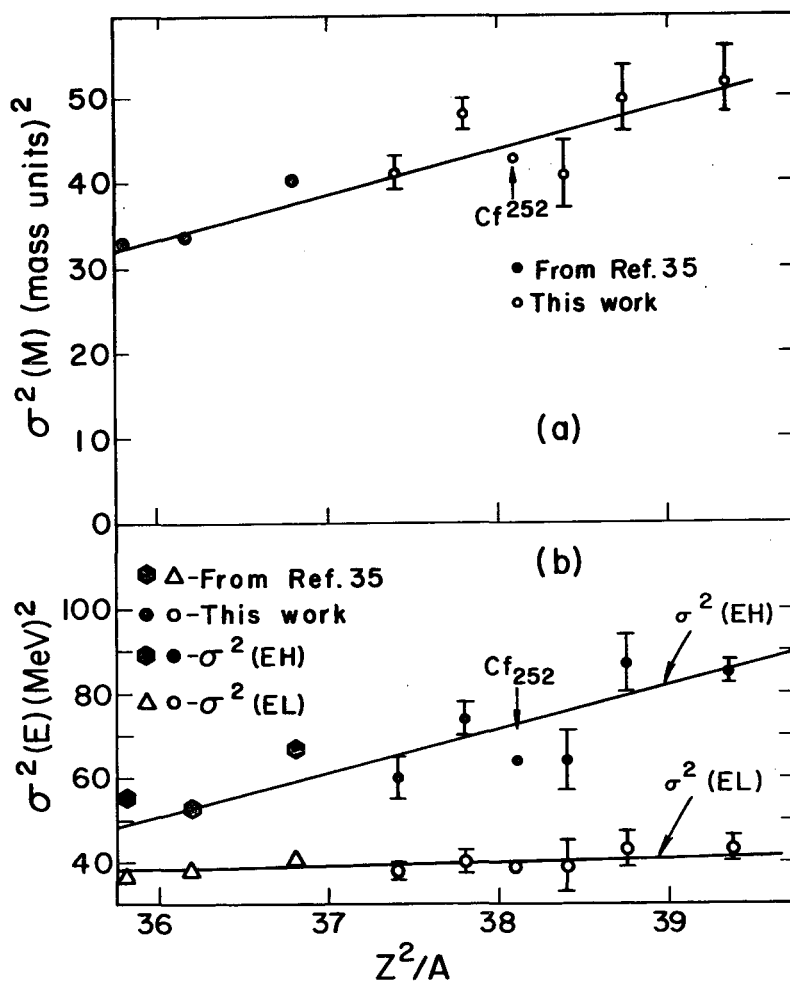 σ² (M) (mass units)²
50
40
30
20
10
0
Cf²⁵²
• From Ref. 35
o This work
(a)
σ²(E)(MeV)²
100
80
60
40
(b)
⬢ △ - From Ref. 35
● ○ - This work
⬢ ● - σ² (EH)
△ ○ - σ² (EL)
Cf₂₅₂
σ² (EH)
σ² (EL)
36 37 38 39
Z²/A